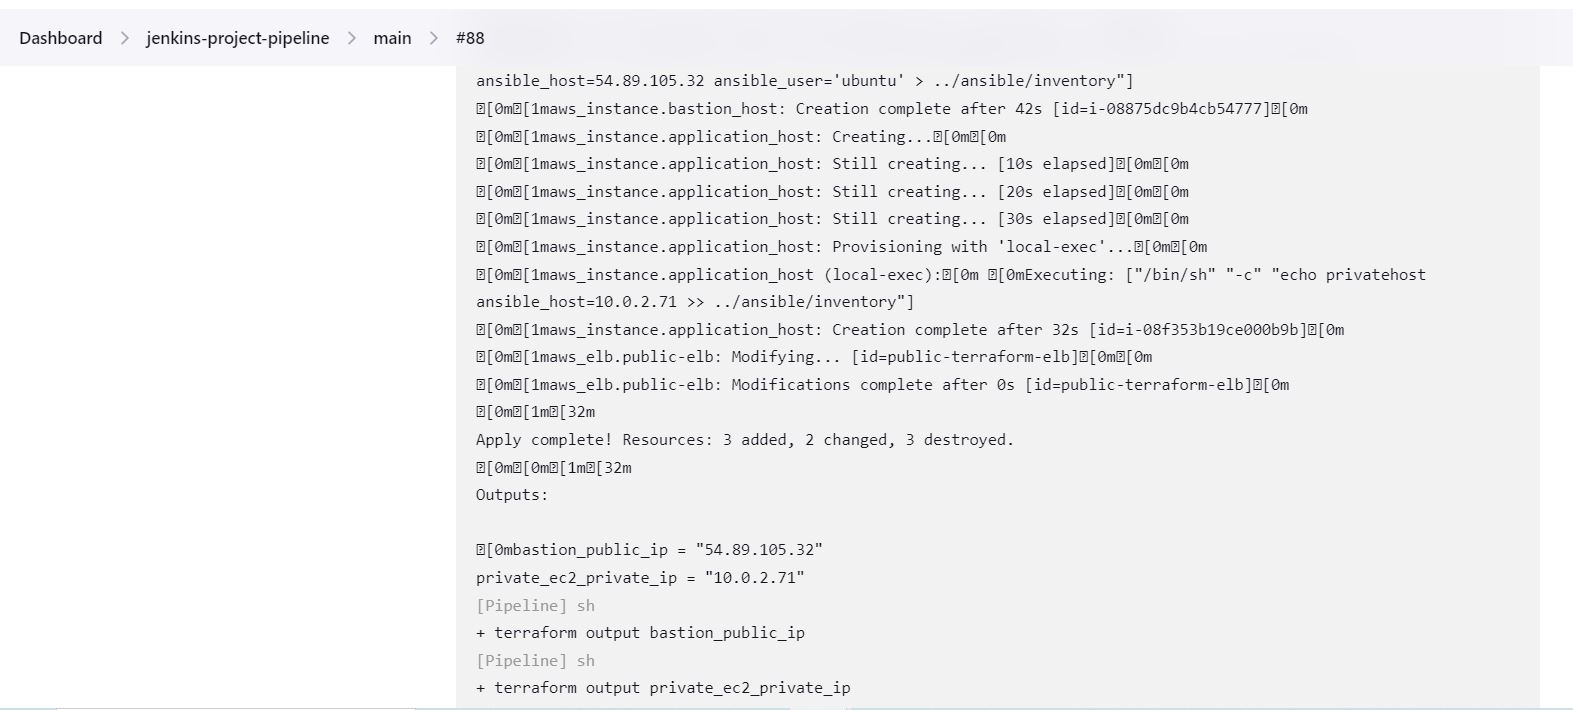 Dashboard > jenkins-project-pipeline > main > #88
ansible_host=54.89.105.32 ansible_user='ubuntu' > ../ansible/inventory"]
␛[0m␛[1maws_instance.bastion_host: Creation complete after 42s [id=i-08875dc9b4cb54777]␛[0m
␛[0m␛[1maws_instance.application_host: Creating...␛[0m␛[0m
␛[0m␛[1maws_instance.application_host: Still creating... [10s elapsed]␛[0m␛[0m
␛[0m␛[1maws_instance.application_host: Still creating... [20s elapsed]␛[0m␛[0m
␛[0m␛[1maws_instance.application_host: Still creating... [30s elapsed]␛[0m␛[0m
␛[0m␛[1maws_instance.application_host: Provisioning with 'local-exec'...␛[0m␛[0m
␛[0m␛[1maws_instance.application_host (local-exec):␛[0m ␛[0mExecuting: ["/bin/sh" "-c" "echo privatehost
ansible_host=10.0.2.71 >> ../ansible/inventory"]
␛[0m␛[1maws_instance.application_host: Creation complete after 32s [id=i-08f353b19ce000b9b]␛[0m
␛[0m␛[1maws_elb.public-elb: Modifying... [id=public-terraform-elb]␛[0m␛[0m
␛[0m␛[1maws_elb.public-elb: Modifications complete after 0s [id=public-terraform-elb]␛[0m
␛[0m␛[1m␛[32m
Apply complete! Resources: 3 added, 2 changed, 3 destroyed.
␛[0m␛[0m␛[1m␛[32m
Outputs:
␛[0mbastion_public_ip = "54.89.105.32"
private_ec2_private_ip = "10.0.2.71"
[Pipeline] sh
+ terraform output bastion_public_ip
[Pipeline] sh
+ terraform output private_ec2_private_ip